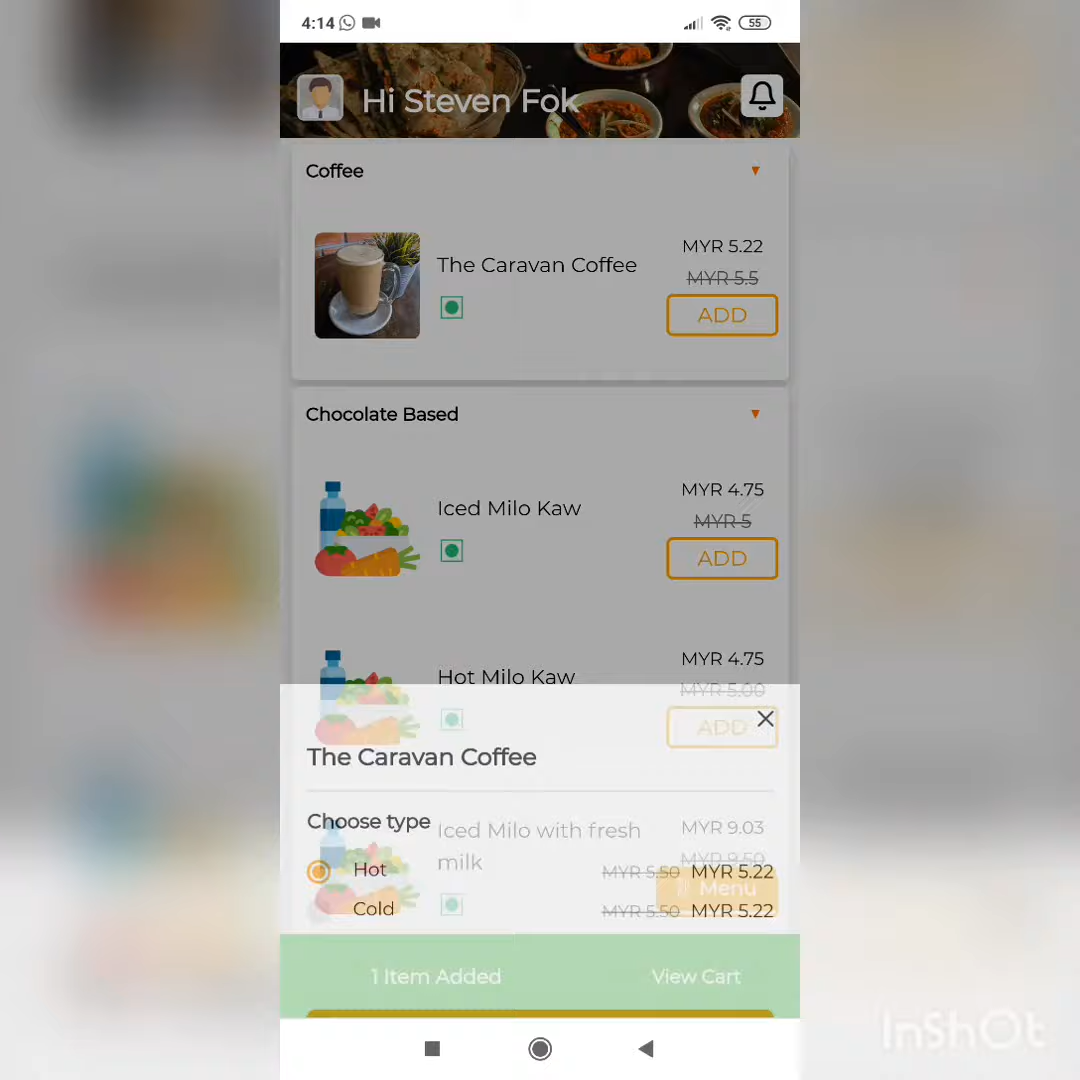 4:14
55
Hi Steven Fok
Coffee
The Caravan Coffee
MYR 5.22
MYR 5.5
ADD
Chocolate Based
Iced Milo Kaw
MYR 4.75
MYR 5
ADD
Hot Milo Kaw
MYR 4.75
MYR 5.00
ADD
The Caravan Coffee
Choose type
Iced Milo with fresh
milk
MYR 9.03
MYR 9.50
Hot
MYR 5.50 MYR 5.22
Menu
Cold
MYR 5.50 MYR 5.22
1 Item Added
View Cart
InShOt